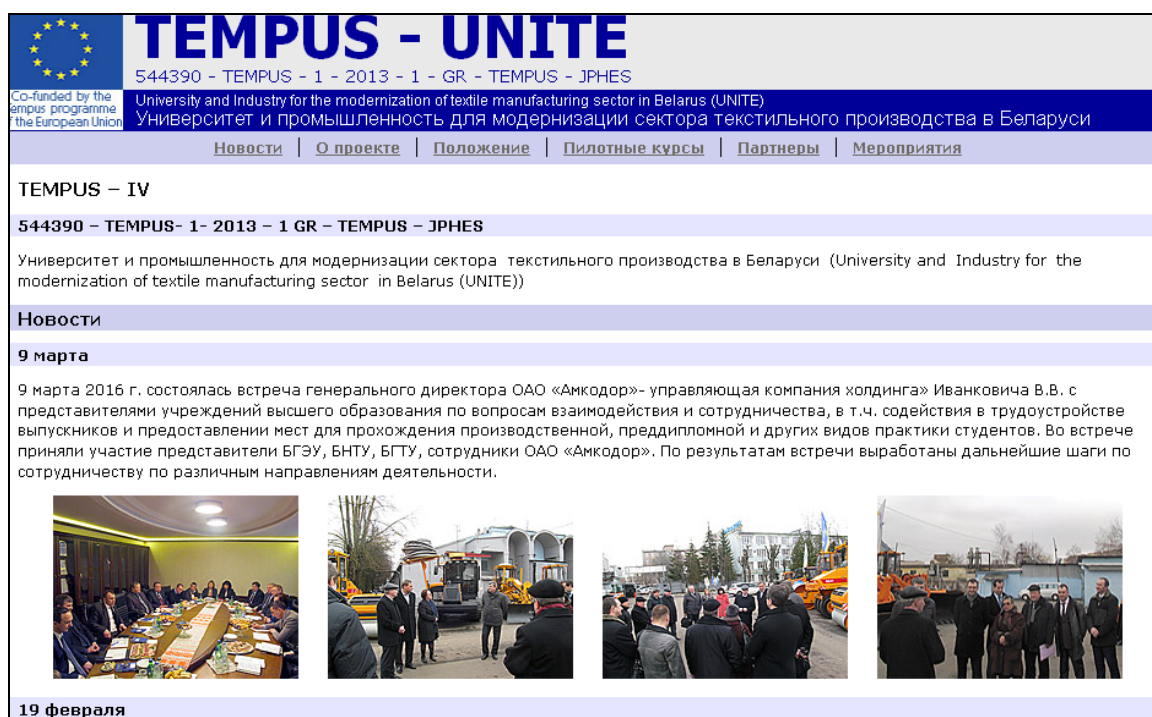 TEMPUS - UNITE
544390 - TEMPUS - 1 - 2013 - 1 - GR - TEMPUS - JPHES
Co-funded by the
empus programme
the European Union
University and Industry for the modernization of textile manufacturing sector in Belarus (UNITE)
Университет и промышленность для модернизации сектора текстильного производства в Беларуси
Новости | О проекте | Положение | Пилотные курсы | Партнеры | Мероприятия
TEMPUS – IV
544390 – TEMPUS- 1- 2013 – 1 GR – TEMPUS – JPHES
Университет и промышленность для модернизации сектора текстильного производства в Беларуси (University and Industry for the
modernization of textile manufacturing sector in Belarus (UNITE))
Новости
9 марта
9 марта 2016 г. состоялась встреча генерального директора ОАО «Амкодор»- управляющая компания холдинга» Иванковича В.В. с
представителями учреждений высшего образования по вопросам взаимодействия и сотрудничества, в т.ч. содействия в трудоустройстве
выпускников и предоставлении мест для прохождения производственной, преддипломной и других видов практики студентов. Во встрече
приняли участие представители БГЭУ, БНТУ, БГТУ, сотрудники ОАО «Амкодор». По результатам встречи выработаны дальнейшие шаги по
сотрудничеству по различным направлениям деятельности.
19 февраля